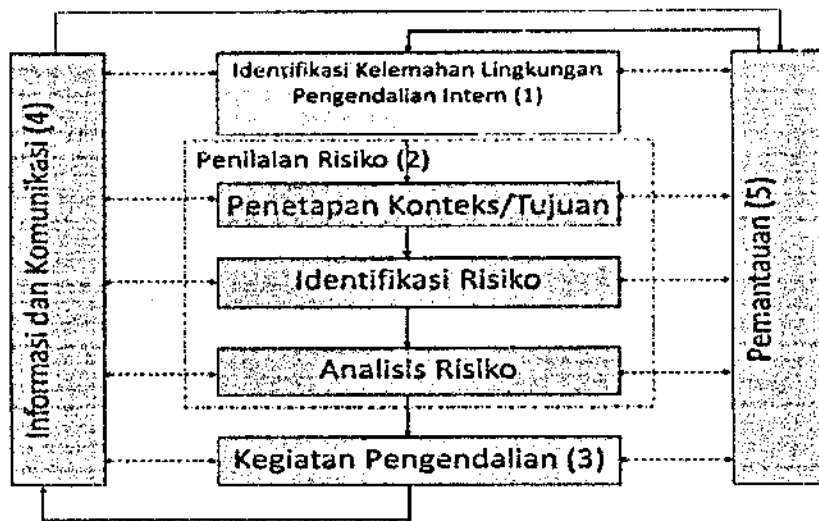 Identifikasi Kelemahan Lingkungan
Pengendalian Intern (1)
Penilaian Risiko (2)
Penetapan Konteks/Tujuan
Identifikasi Risiko
Analisis Risiko
Kegiatan Pengendalian (3)
Informasi dan Komunikasi (4)
Pemantauan (5)